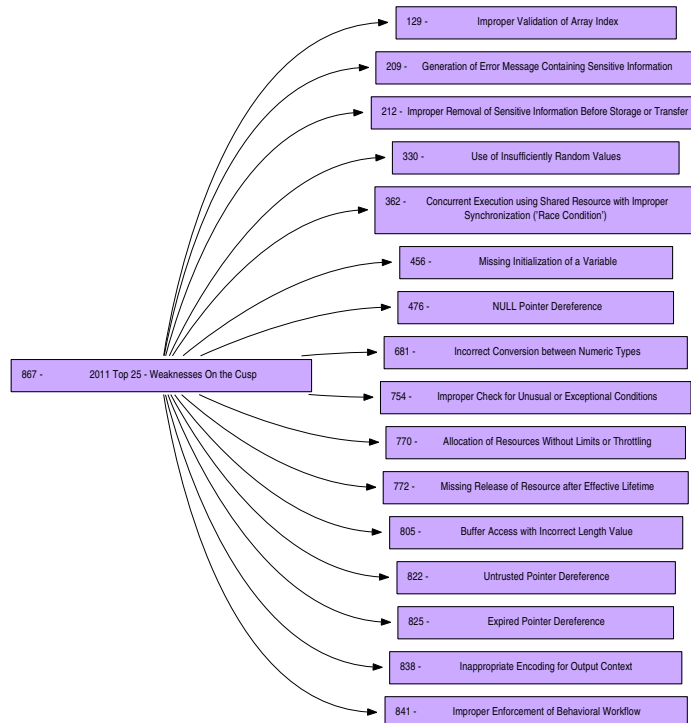 129 - Improper Validation of Array Index
209 - Generation of Error Message Containing Sensitive Information
212 - Improper Removal of Sensitive Information Before Storage or Transfer
330 - Use of Insufficiently Random Values
362 - Concurrent Execution using Shared Resource with Improper
Synchronization ('Race Condition')
456 - Missing Initialization of a Variable
476 - NULL Pointer Dereference
681 - Incorrect Conversion between Numeric Types
867 - 2011 Top 25 - Weaknesses On the Cusp
754 - Improper Check for Unusual or Exceptional Conditions
770 - Allocation of Resources Without Limits or Throttling
772 - Missing Release of Resource after Effective Lifetime
805 - Buffer Access with Incorrect Length Value
822 - Untrusted Pointer Dereference
825 - Expired Pointer Dereference
838 - Inappropriate Encoding for Output Context
841 - Improper Enforcement of Behavioral Workflow